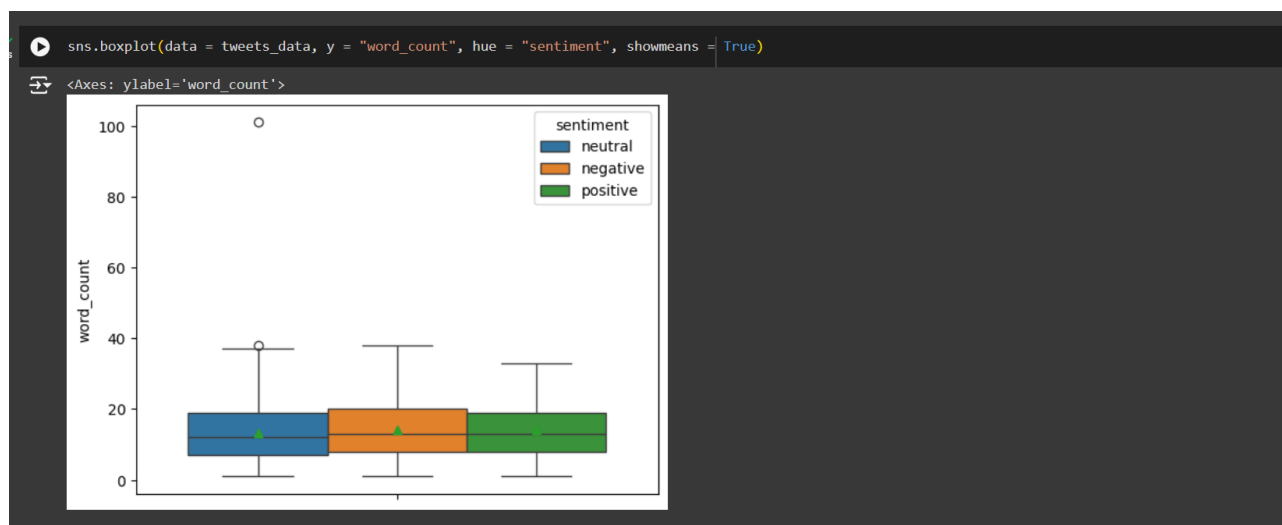 sns.boxplot(data = tweets_data, y = "word_count", hue = "sentiment", showmeans = True)
<Axes: ylabel='word_count'>
100
80
60
40
20
0
word_count
sentiment
neutral
negative
positive